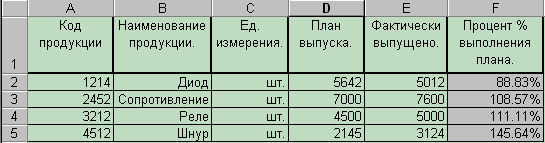 A B C D E F
1 Код продукции Наименование продукции. Ед. измерения. План выпуска. Фактически выпущено. Процент % выполнения плана.
2 1214 Диод шт. 5642 5012 88.83%
3 2452 Сопротивление шт. 7000 7600 108.57%
4 3212 Реле шт. 4500 5000 111.11%
5 4512 Шнур шт. 2145 3124 145.64%